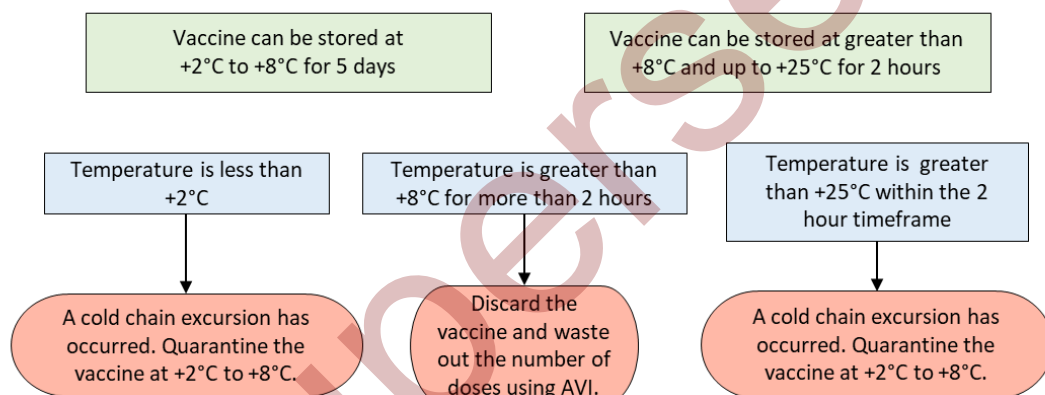 Vaccine can be stored at
+2°C to +8°C for 5 days
Vaccine can be stored at greater than
+8°C and up to +25°C for 2 hours
Temperature is less than
+2°C
Temperature is greater than
+8°C for more than 2 hours
Temperature is greater
than +25°C within the 2
hour timeframe
A cold chain excursion has
occurred. Quarantine the
vaccine at +2°C to +8°C.
Discard the
vaccine and waste
out the number of
doses using AVI.
A cold chain excursion has
occurred. Quarantine the
vaccine at +2°C to +8°C.